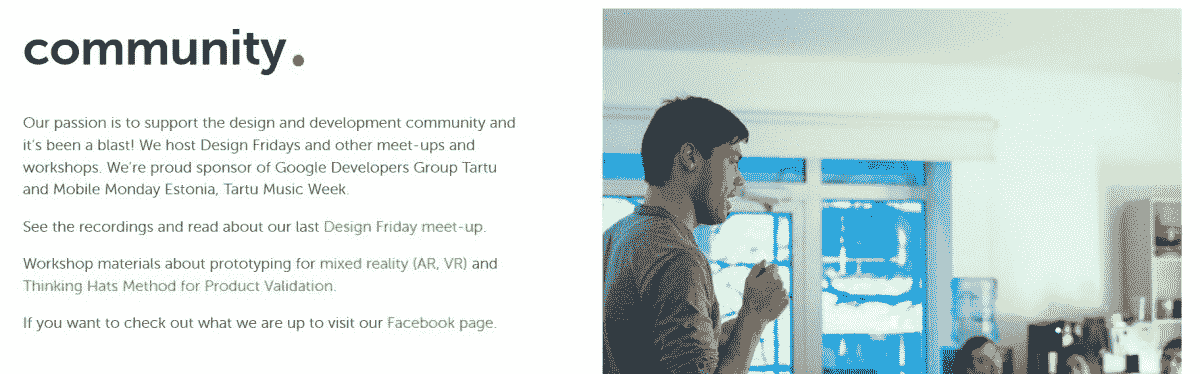 community.
Our passion is to support the design and development community and
it's been a blast! We host Design Fridays and other meet-ups and
workshops. We're proud sponsor of Google Developers Group Tartu
and Mobile Monday Estonia, Tartu Music Week.
See the recordings and read about our last Design Friday meet-up.
Workshop materials about prototyping for mixed reality (AR, VR) and
Thinking Hats Method for Product Validation.
If you want to check out what we are up to visit our Facebook page.